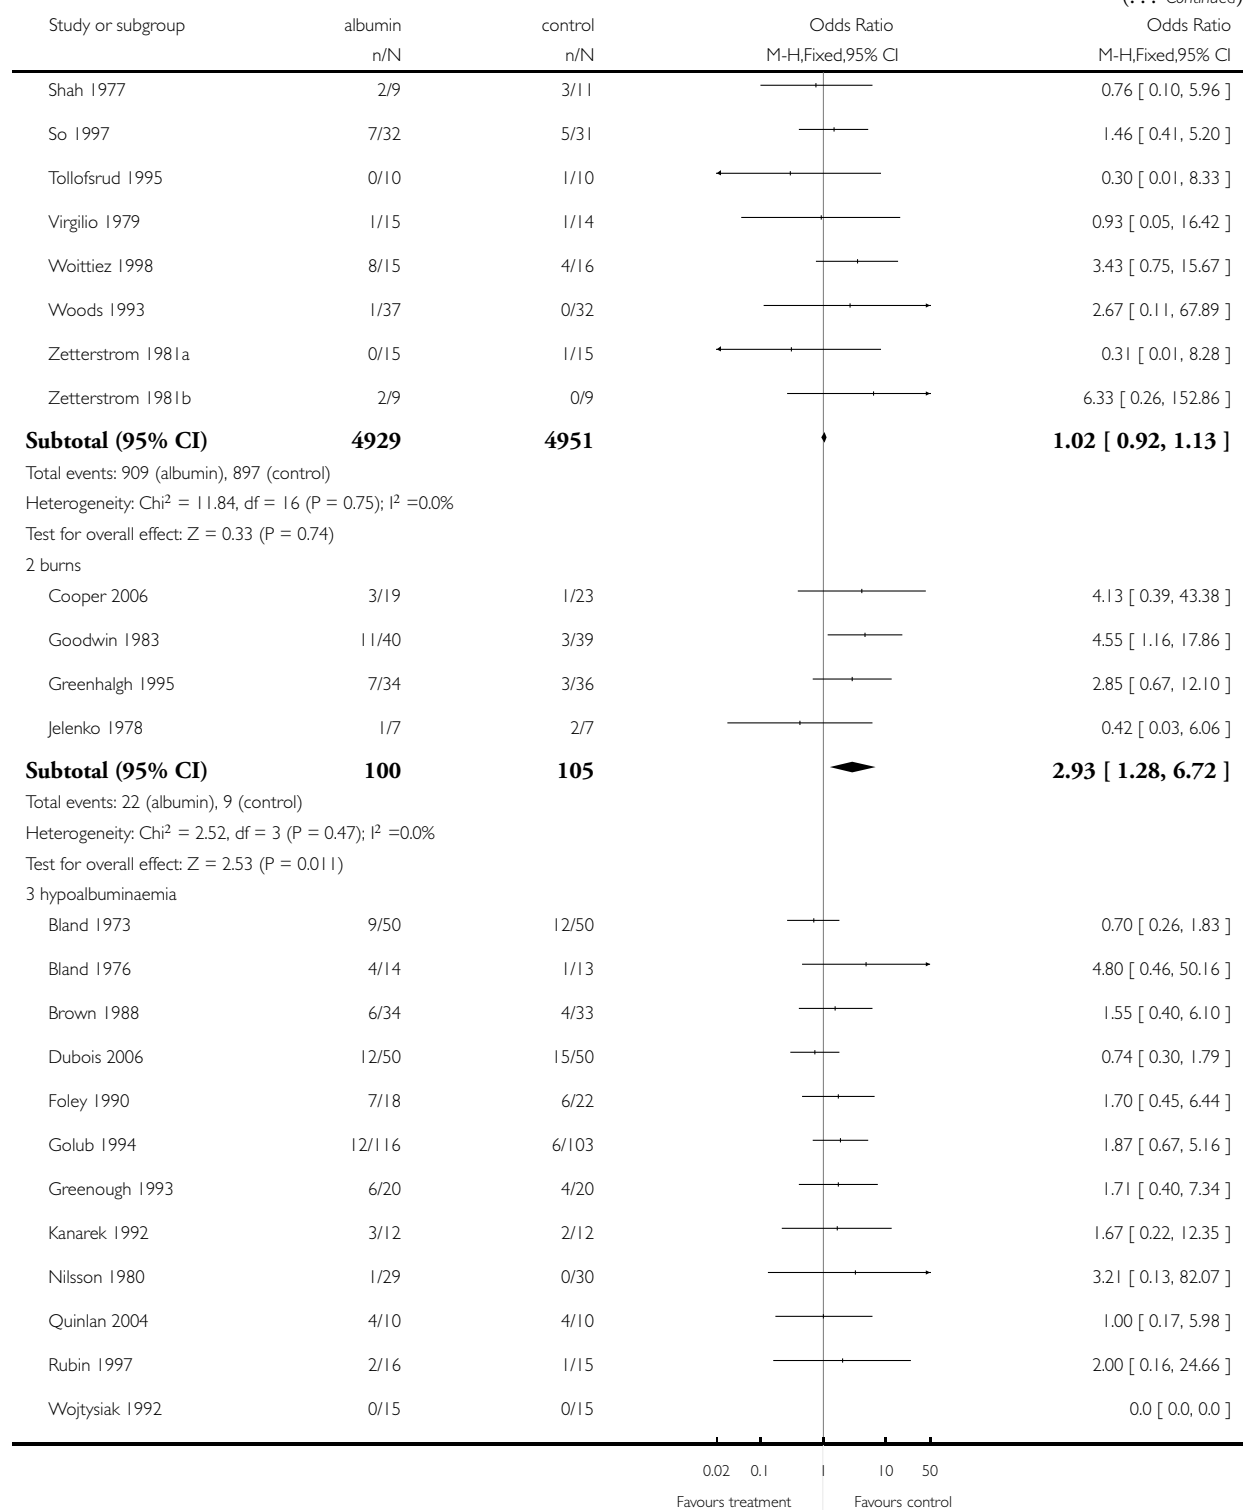 (. . . Continued)
Study or subgroup albumin control Odds Ratio Odds Ratio
n/N n/N M-H,Fixed,95% CI M-H,Fixed,95% CI
Shah 1977 2/9 3/11 0.76 [ 0.10, 5.96 ]
So 1997 7/32 5/31 1.46 [ 0.41, 5.20 ]
Tollofsrud 1995 0/10 1/10 0.30 [ 0.01, 8.33 ]
Virgilio 1979 1/15 1/14 0.93 [ 0.05, 16.42 ]
Woittiez 1998 8/15 4/16 3.43 [ 0.75, 15.67 ]
Woods 1993 1/37 0/32 2.67 [ 0.11, 67.89 ]
Zetterstrom 1981a 0/15 1/15 0.31 [ 0.01, 8.28 ]
Zetterstrom 1981b 2/9 0/9 6.33 [ 0.26, 152.86 ]
Subtotal (95% CI) 4929 4951 1.02 [ 0.92, 1.13 ]
Total events: 909 (albumin), 897 (control)
Heterogeneity: Chi² = 11.84, df = 16 (P = 0.75); I² =0.0%
Test for overall effect: Z = 0.33 (P = 0.74)
2 burns
Cooper 2006 3/19 1/23 4.13 [ 0.39, 43.38 ]
Goodwin 1983 11/40 3/39 4.55 [ 1.16, 17.86 ]
Greenhalgh 1995 7/34 3/36 2.85 [ 0.67, 12.10 ]
Jelenko 1978 1/7 2/7 0.42 [ 0.03, 6.06 ]
Subtotal (95% CI) 100 105 2.93 [ 1.28, 6.72 ]
Total events: 22 (albumin), 9 (control)
Heterogeneity: Chi² = 2.52, df = 3 (P = 0.47); I² =0.0%
Test for overall effect: Z = 2.53 (P = 0.011)
3 hypoalbuminaemia
Bland 1973 9/50 12/50 0.70 [ 0.26, 1.83 ]
Bland 1976 4/14 1/13 4.80 [ 0.46, 50.16 ]
Brown 1988 6/34 4/33 1.55 [ 0.40, 6.10 ]
Dubois 2006 12/50 15/50 0.74 [ 0.30, 1.79 ]
Foley 1990 7/18 6/22 1.70 [ 0.45, 6.44 ]
Golub 1994 12/116 6/103 1.87 [ 0.67, 5.16 ]
Greenough 1993 6/20 4/20 1.71 [ 0.40, 7.34 ]
Kanarek 1992 3/12 2/12 1.67 [ 0.22, 12.35 ]
Nilsson 1980 1/29 0/30 3.21 [ 0.13, 82.07 ]
Quinlan 2004 4/10 4/10 1.00 [ 0.17, 5.98 ]
Rubin 1997 2/16 1/15 2.00 [ 0.16, 24.66 ]
Wojtysiak 1992 0/15 0/15 0.0 [ 0.0, 0.0 ]
0.02 0.1 1 10 50
Favours treatment Favours control